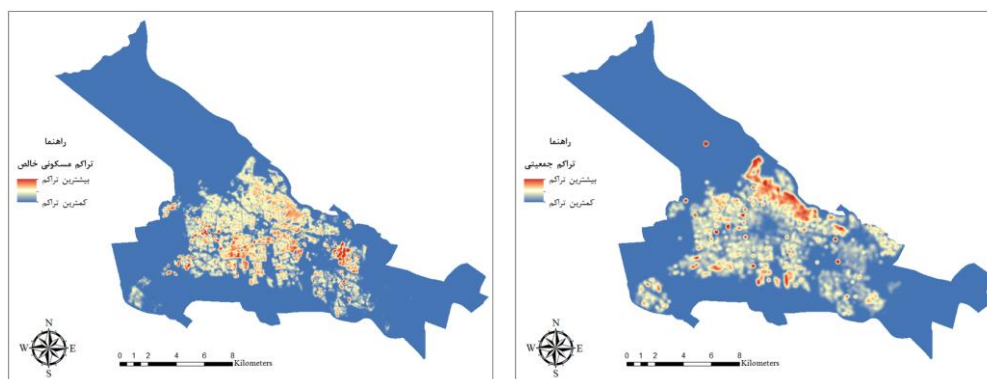 راهنما
تراکم مسکونی خالص
بیشترین تراکم
کمترین تراکم
N
W E
S
0 1 2 4 6 8
Kilometers
راهنما
تراکم جمعیتی
بیشترین تراکم
کمترین تراکم
N
W E
S
0 1 2 4 6 8
Kilometers